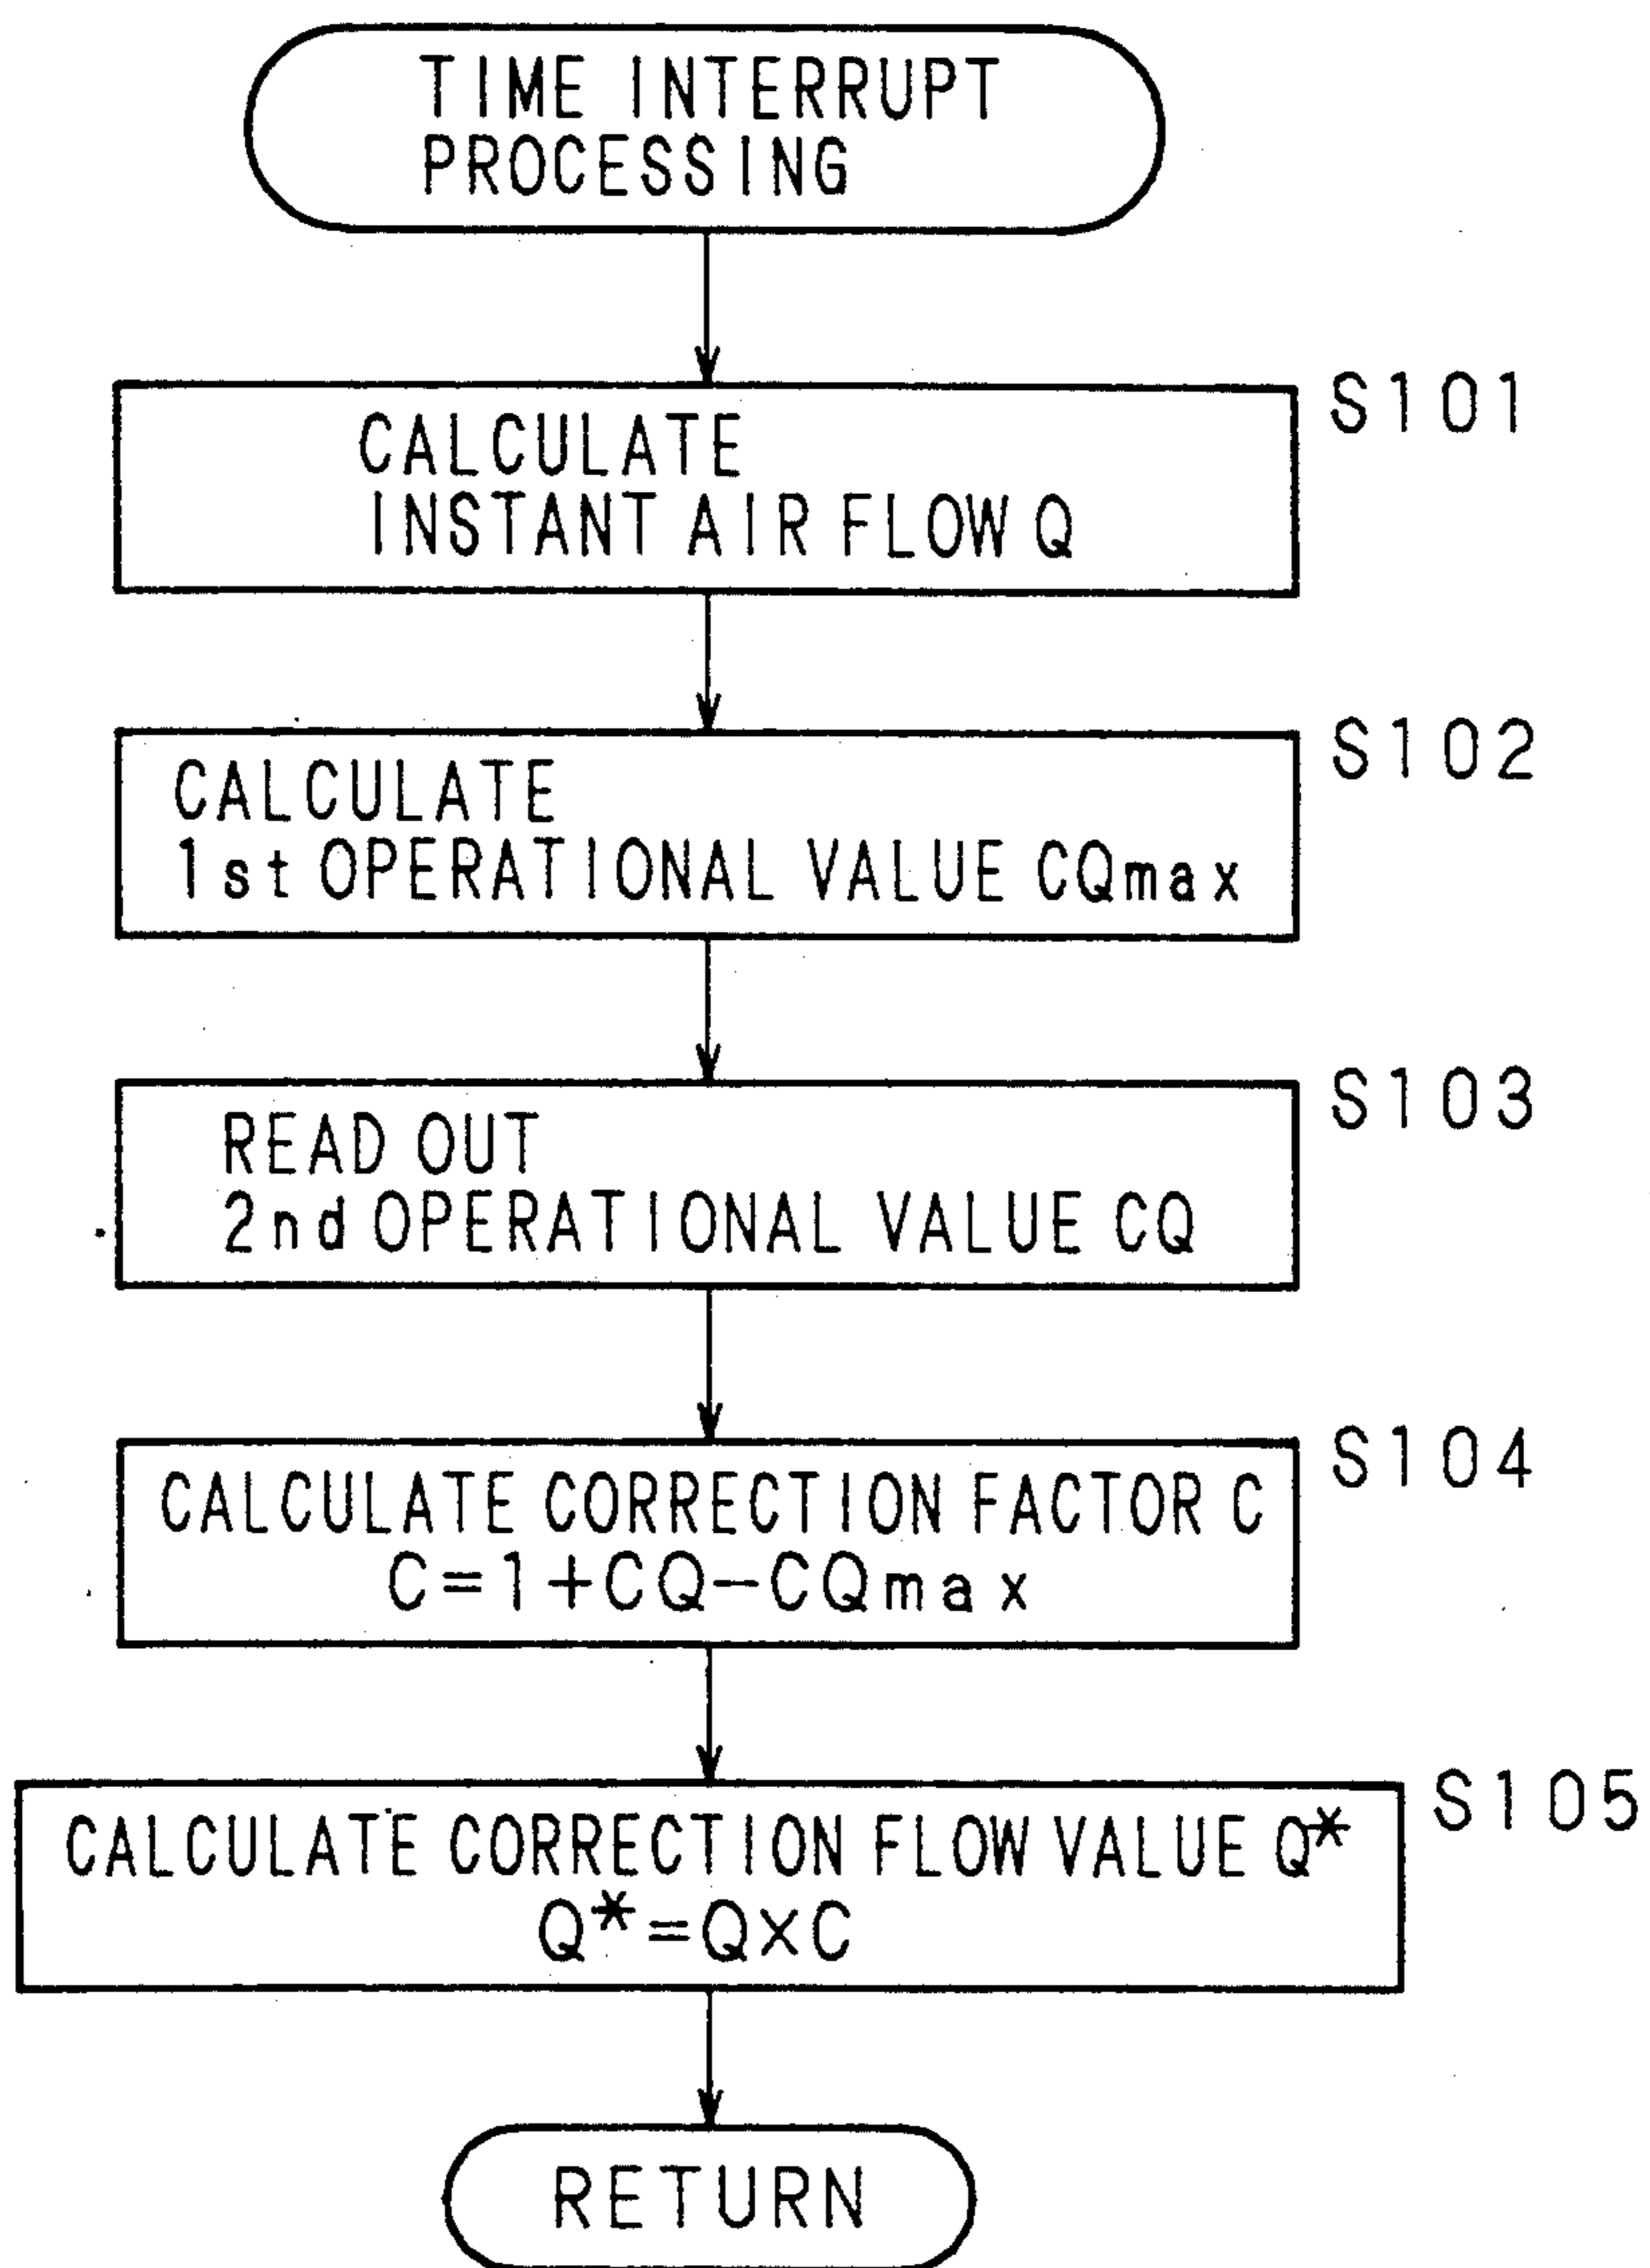 TIME INTERRUPT
PROCESSING
S101
CALCULATE
INSTANT AIR FLOW Q
S102
CALCULATE
1st OPERATIONAL VALUE CQmax
S103
READ OUT
2nd OPERATIONAL VALUE CQ
S104
CALCULATE CORRECTION FACTOR C
C=1+CQ-CQmax
S105
CALCULATE CORRECTION FLOW VALUE Q*
Q*=Q×C
RETURN